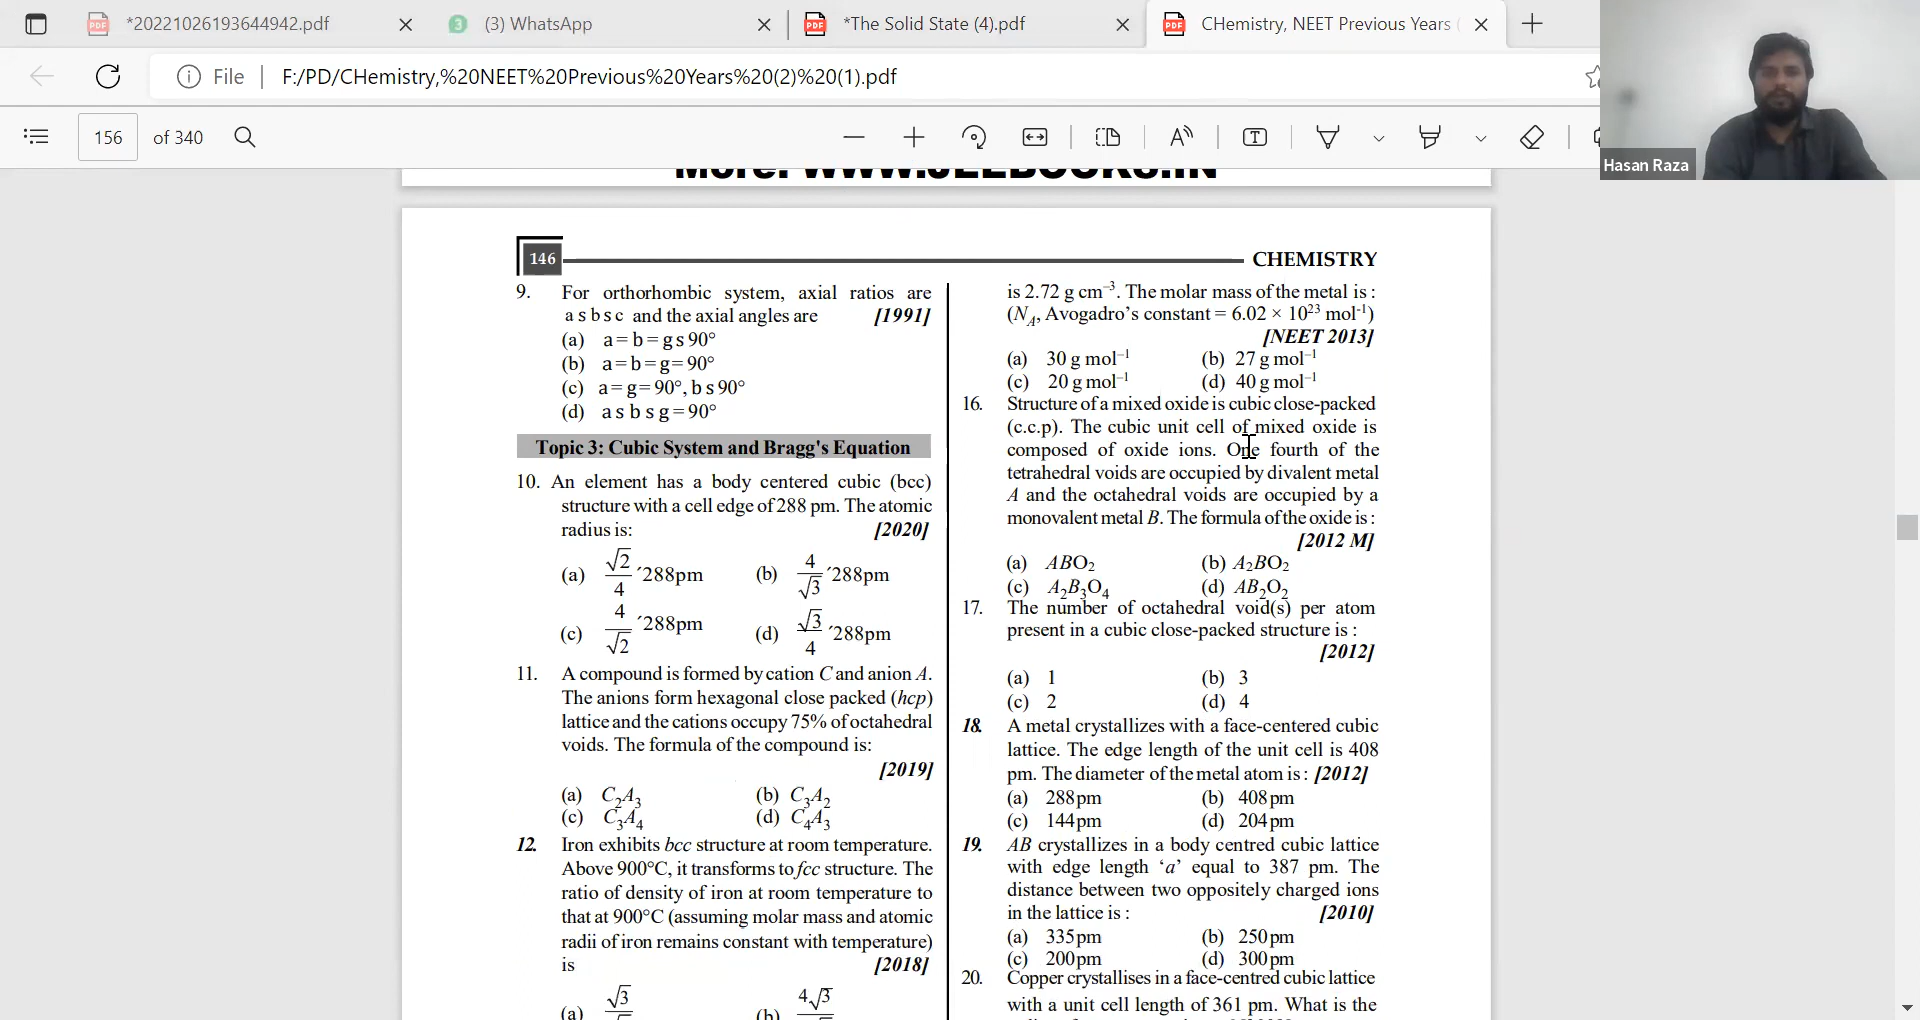 *20221026193644942.pdf
3
(3) WhatsApp
*The Solid State (4).pdf
CHemistry, NEET Previous Years (
File
F:/PD/CHemistry,%20NEET%20Previous%20Years%20(2)%20(1).pdf
156
of 340
Hasan Raza
More: WWW.JEEBOOKS.IN
146
CHEMISTRY
9. For orthorhombic system, axial ratios are
a s b s c and the axial angles are [1991]
(a) a = b = g s 90°
(b) a = b = g = 90°
(c) a = g = 90°, b s 90°
(d) a s b s g = 90°
Topic 3: Cubic System and Bragg's Equation
10. An element has a body centered cubic (bcc)
structure with a cell edge of 288 pm. The atomic
radius is: [2020]
(a) √2/4 ´288pm (b) 4/√3 ´288pm
(c) 4/√2 ´288pm (d) √3/4 ´288pm
11. A compound is formed by cation C and anion A.
The anions form hexagonal close packed (hcp)
lattice and the cations occupy 75% of octahedral
voids. The formula of the compound is:
[2019]
(a) C₂A₃ (b) C₃A₂
(c) C₃A₄ (d) C₄A₃
12. Iron exhibits bcc structure at room temperature.
Above 900°C, it transforms to fcc structure. The
ratio of density of iron at room temperature to
that at 900°C (assuming molar mass and atomic
radii of iron remains constant with temperature)
is [2018]
(a) √3 (b) 4√3
is 2.72 g cm⁻³. The molar mass of the metal is :
(N_A, Avogadro's constant = 6.02 × 10²³ mol⁻¹)
[NEET 2013]
(a) 30 g mol⁻¹ (b) 27 g mol⁻¹
(c) 20 g mol⁻¹ (d) 40 g mol⁻¹
16. Structure of a mixed oxide is cubic close-packed
(c.c.p). The cubic unit cell of mixed oxide is
composed of oxide ions. One fourth of the
tetrahedral voids are occupied by divalent metal
A and the octahedral voids are occupied by a
monovalent metal B. The formula of the oxide is :
[2012 M]
(a) ABO₂ (b) A₂BO₂
(c) A₂B₃O₄ (d) AB₂O₂
17. The number of octahedral void(s) per atom
present in a cubic close-packed structure is :
[2012]
(a) 1 (b) 3
(c) 2 (d) 4
18. A metal crystallizes with a face-centered cubic
lattice. The edge length of the unit cell is 408
pm. The diameter of the metal atom is : [2012]
(a) 288 pm (b) 408 pm
(c) 144 pm (d) 204 pm
19. AB crystallizes in a body centred cubic lattice
with edge length ‘a’ equal to 387 pm. The
distance between two oppositely charged ions
in the lattice is : [2010]
(a) 335 pm (b) 250 pm
(c) 200 pm (d) 300 pm
20. Copper crystallises in a face-centred cubic lattice
with a unit cell length of 361 pm. What is the